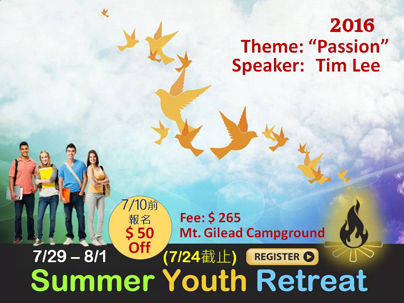 2016
Theme: “Passion”
Speaker: Tim Lee
7/10前
報名
$ 50
Off
Fee: $ 265
Mt. Gilead Campground
7/29 – 8/1
(7/24截止)
REGISTER
Summer Youth Retreat